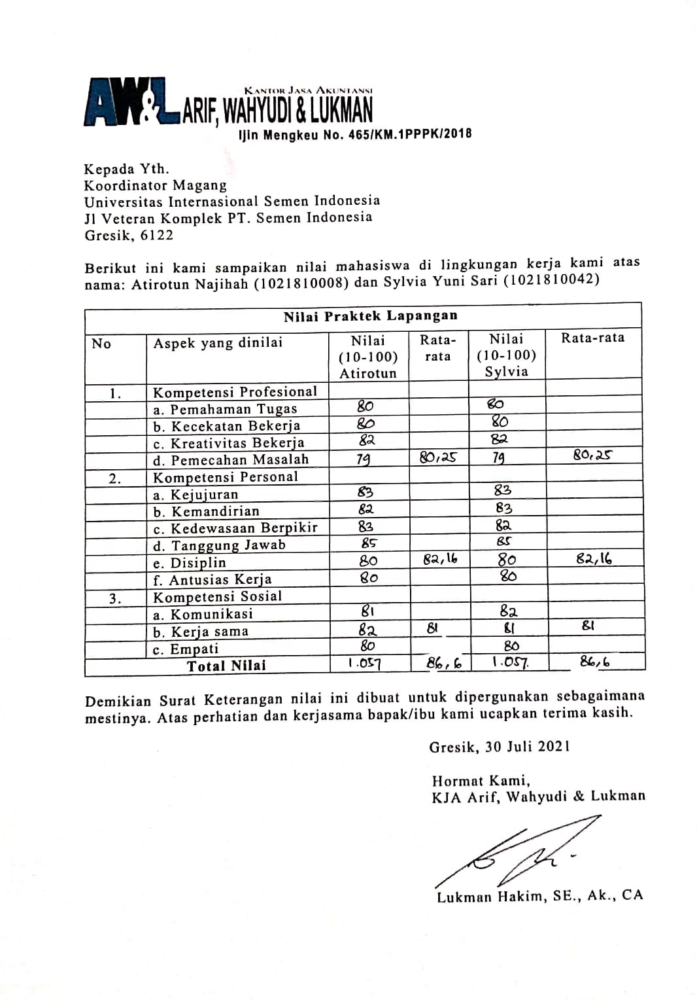 AW&L
KANTOR JASA AKUNTANSI
ARIF, WAHYUDI & LUKMAN
Ijin Mengkeu No. 465/KM.1PPPK/2018
Kepada Yth.
Koordinator Magang
Universitas Internasional Semen Indonesia
Jl Veteran Komplek PT. Semen Indonesia
Gresik, 6122
Berikut ini kami sampaikan nilai mahasiswa di lingkungan kerja kami atas
nama: Atirotun Najihah (1021810008) dan Sylvia Yuni Sari (1021810042)
Nilai Praktek Lapangan
No Aspek yang dinilai Nilai (10-100) Atirotun Rata-rata Nilai (10-100) Sylvia Rata-rata
1. Kompetensi Profesional
a. Pemahaman Tugas 80 80
b. Kecekatan Bekerja 80 80
c. Kreativitas Bekerja 82 82
d. Pemecahan Masalah 79 80,25 79 80,25
2. Kompetensi Personal
a. Kejujuran 83 83
b. Kemandirian 82 83
c. Kedewasaan Berpikir 83 82
d. Tanggung Jawab 85 85
e. Disiplin 80 82,16 80 82,16
f. Antusias Kerja 80 80
3. Kompetensi Sosial
a. Komunikasi 81 82
b. Kerja sama 82 81 81 81
c. Empati 80 80
Total Nilai 1.057 86,6 1.057. 86,6
Demikian Surat Keterangan nilai ini dibuat untuk dipergunakan sebagaimana
mestinya. Atas perhatian dan kerjasama bapak/ibu kami ucapkan terima kasih.
Gresik, 30 Juli 2021
Hormat Kami,
KJA Arif, Wahyudi & Lukman
Lukman Hakim, SE., Ak., CA